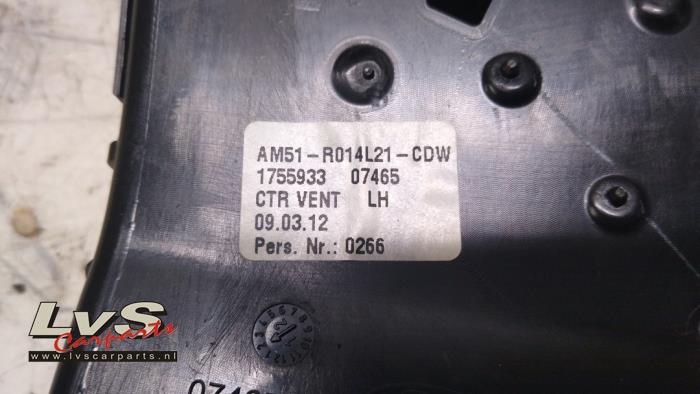 AM51-R014L21-CDW
1755933 07465
CTR VENT LH
09.03.12
Pers. Nr.: 0266
LvS
Carparts
www.lvscarparts.nl